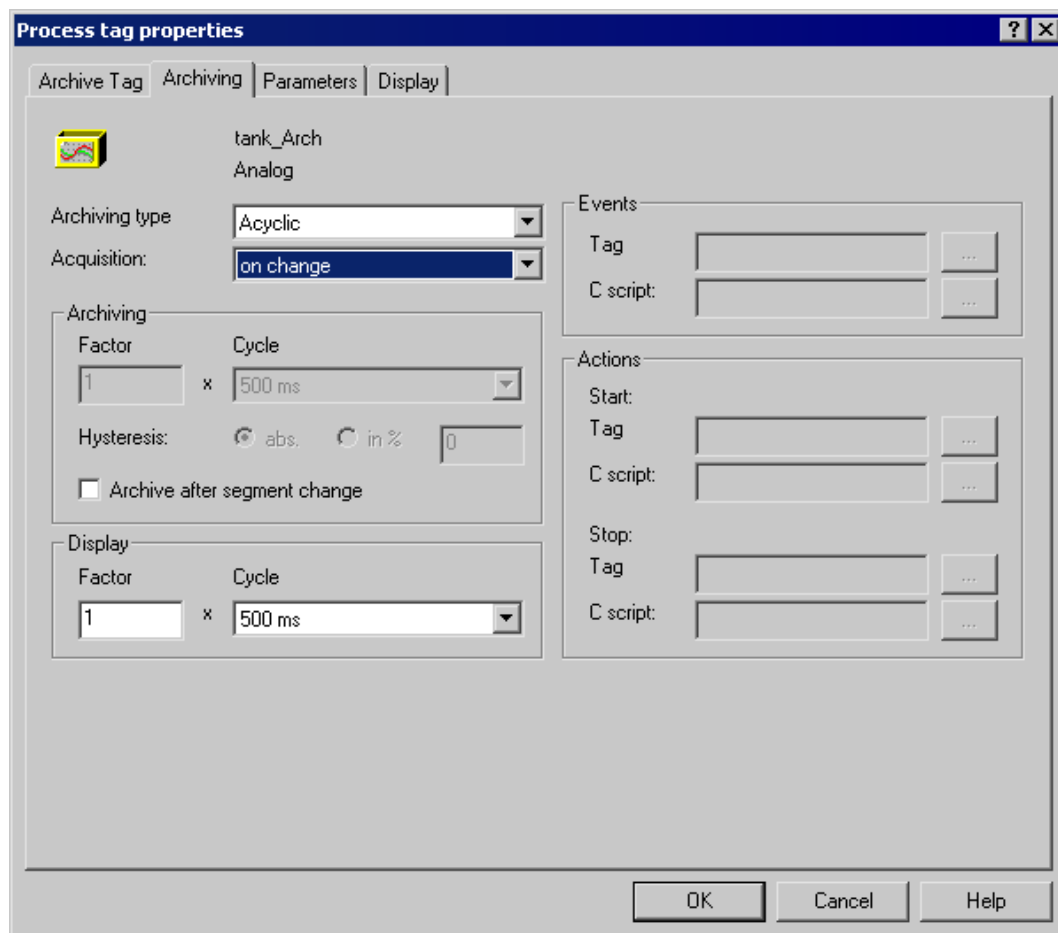 Process tag properties
Archive Tag
Archiving
Parameters
Display
tank_Arch
Analog
Archiving type
Acyclic
Acquisition:
on change
Archiving
Factor
Cycle
1
x
500 ms
Hysteresis:
abs.
in %
0
Archive after segment change
Display
Factor
Cycle
1
x
500 ms
Events
Tag
...
C script:
...
Actions
Start:
Tag
...
C script:
...
Stop:
Tag
...
C script:
...
OK
Cancel
Help